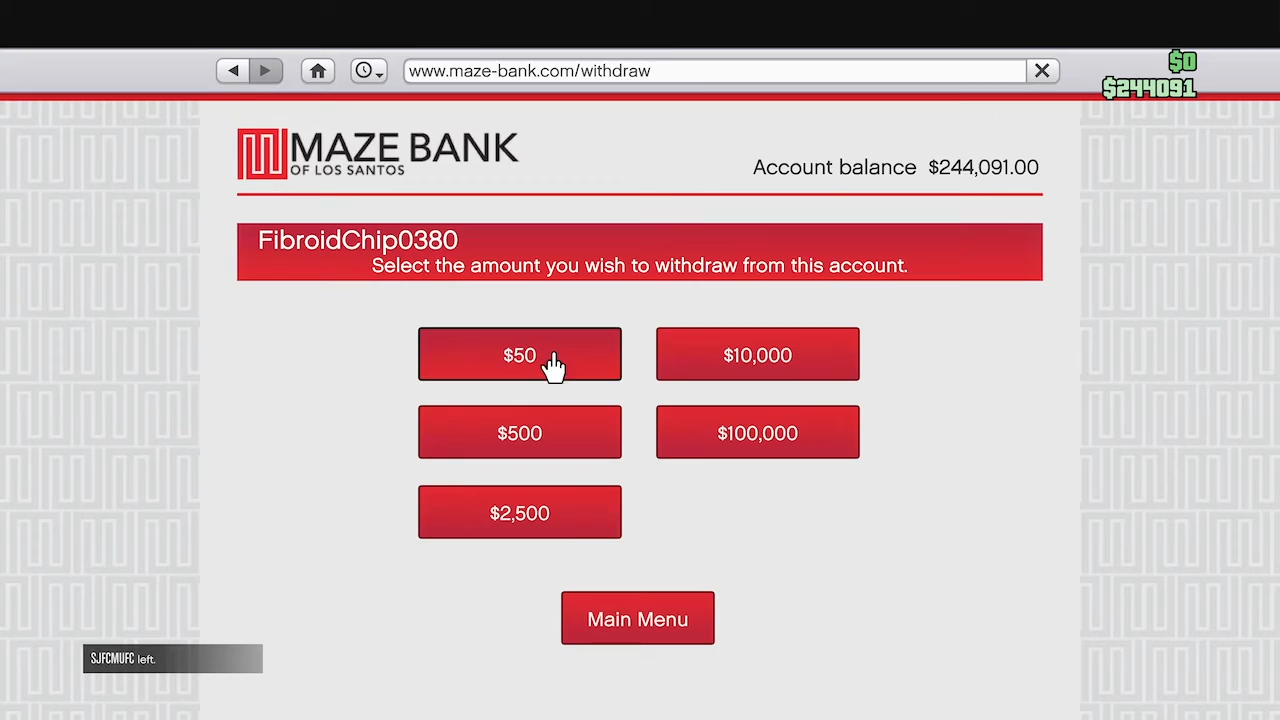 www.maze-bank.com/withdraw
$0
$244091
MAZE BANK
OF LOS SANTOS
Account balance $244,091.00
FibroidChip0380
Select the amount you wish to withdraw from this account.
$50
$10,000
$500
$100,000
$2,500
Main Menu
SJFCMUFC left.